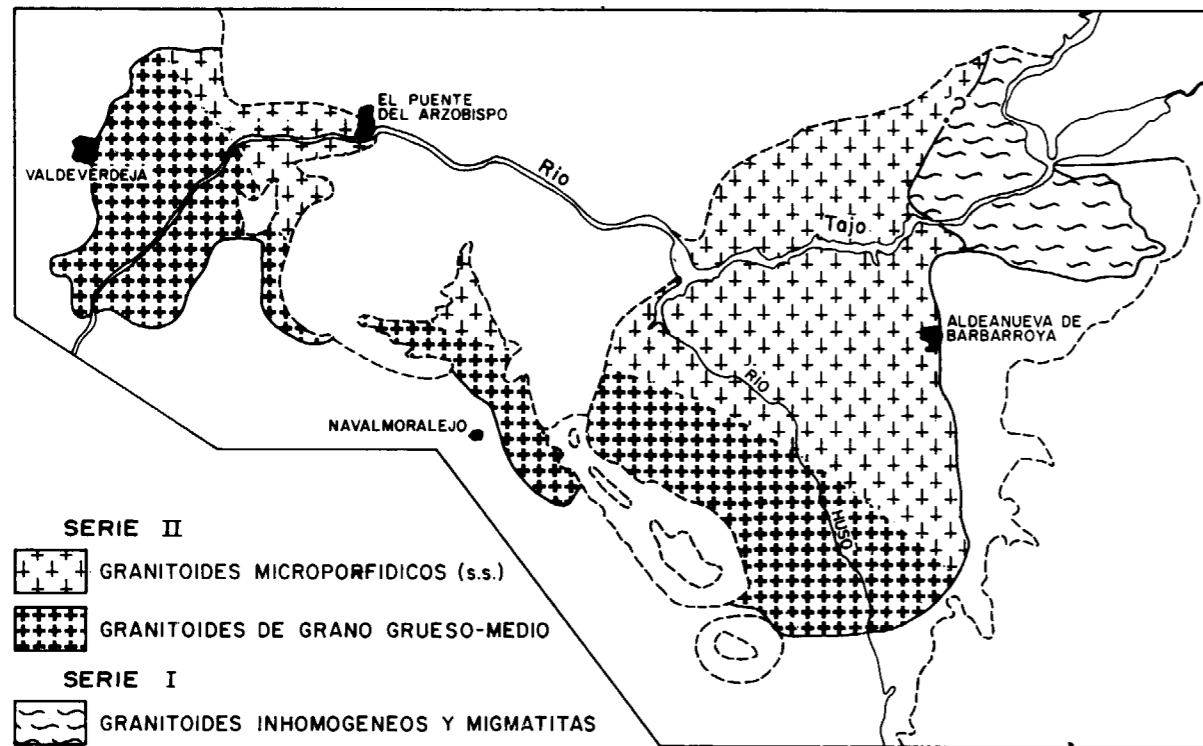 EL PUENTE
DEL ARZOBISPO
VALDEVERDEJA
Río
Tajo
ALDEANUEVA DE
BARBARROYA
RIO
HUSO
NAVALMORALEJO
SERIE II
GRANITOIDES MICROPORFIDICOS (s.s.)
GRANITOIDES DE GRANO GRUESO-MEDIO
SERIE I
GRANITOIDES INHOMOGENEOS Y MIGMATITAS